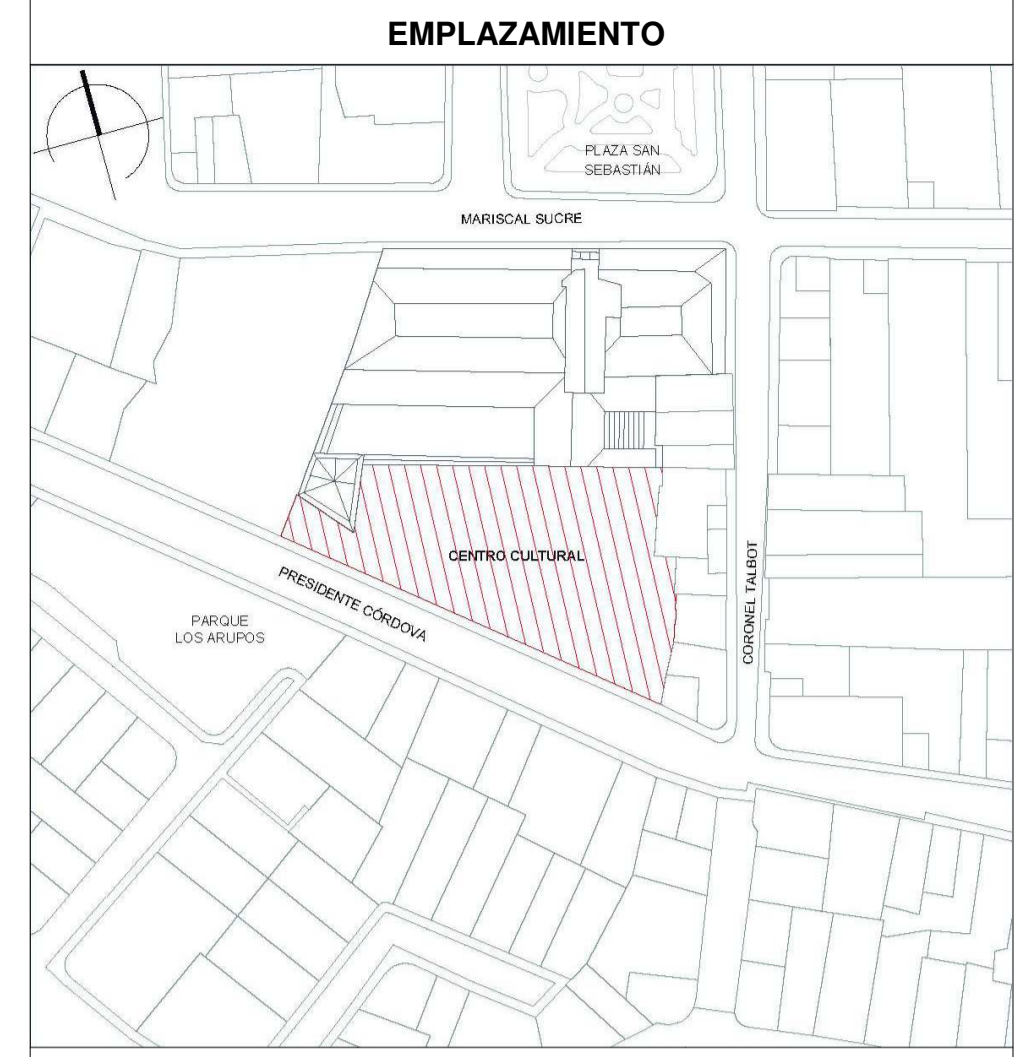 EMPLAZAMIENTO
PLAZA SAN
SEBASTIÁN
MARISCAL SUCRE
CENTRO CULTURAL
CORONEL TALBOT
PRESIDENTE CÓRDOVA
PARQUE
LOS ARUPOS